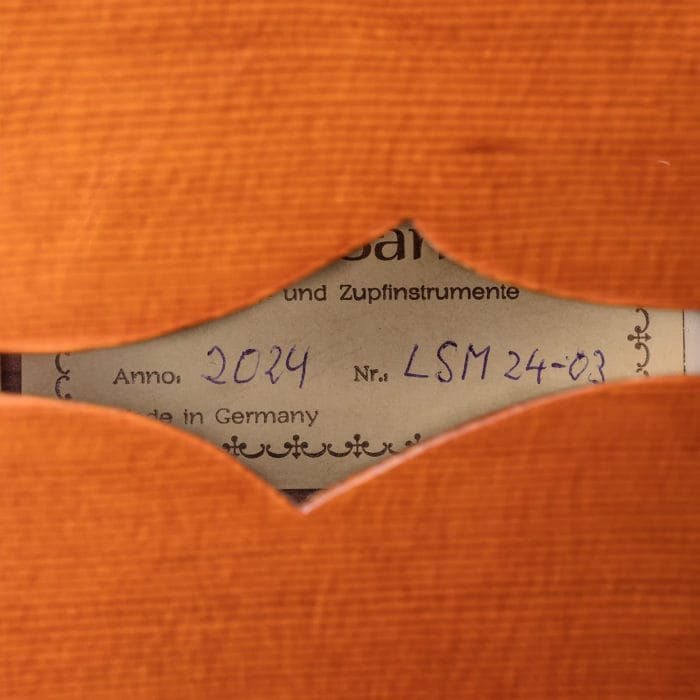 und Zupfinstrumente
Anno: 2024 Nr.: LSM 24-03
in Germany